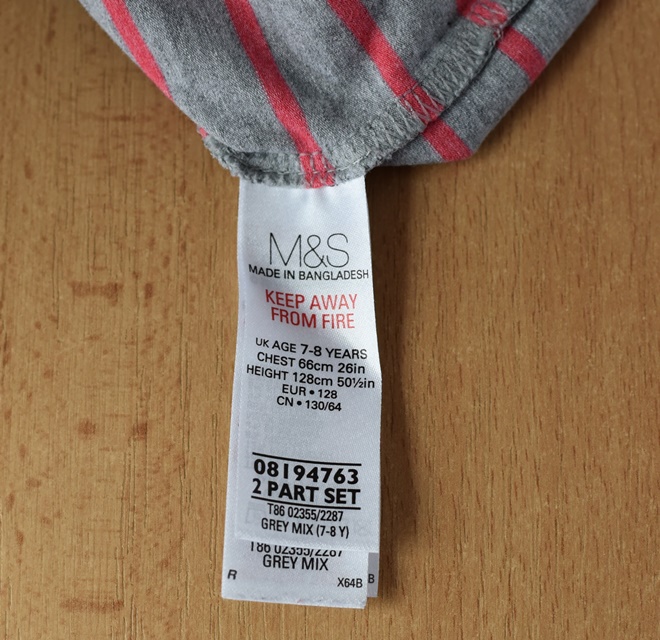 M&S
MADE IN BANGLADESH
KEEP AWAY
FROM FIRE
UK AGE 7-8 YEARS
CHEST 66cm 26in
HEIGHT 128cm 50½in
EUR • 128
CN • 130/64
08194763
2 PART SET
T86 02355/2287
GREY MIX (7-8 Y)
T86 02355/2287
GREY MIX
R X64B B